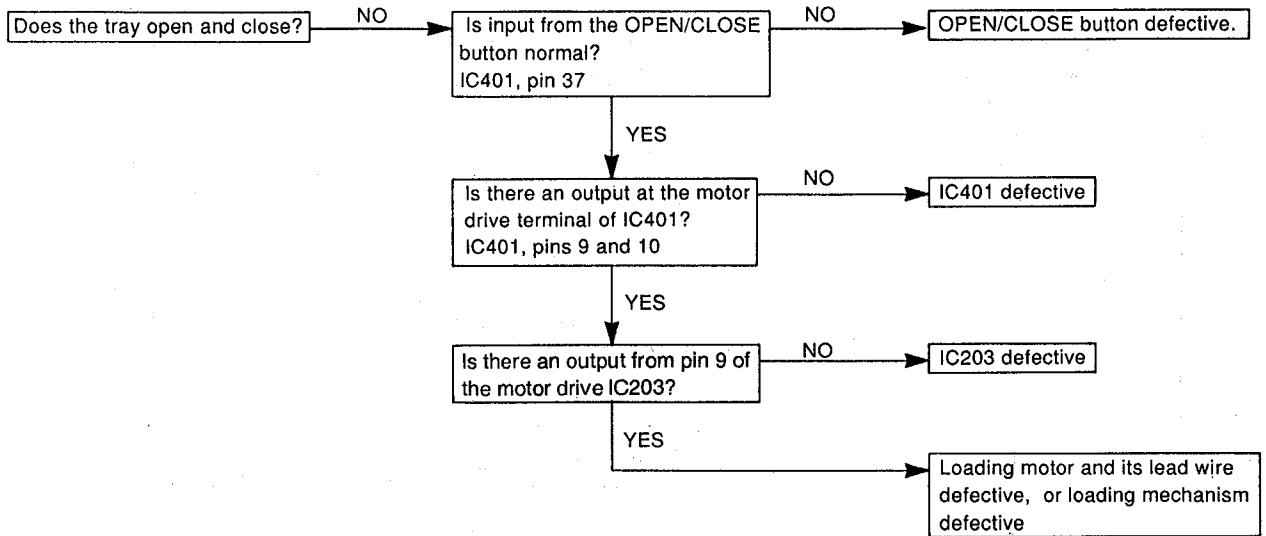 Does the tray open and close?
NO
Is input from the OPEN/CLOSE
button normal?
IC401, pin 37
NO
OPEN/CLOSE button defective.
YES
Is there an output at the motor
drive terminal of IC401?
IC401, pins 9 and 10
NO
IC401 defective
YES
Is there an output from pin 9 of
the motor drive IC203?
NO
IC203 defective
YES
Loading motor and its lead wire
defective, or loading mechanism
defective